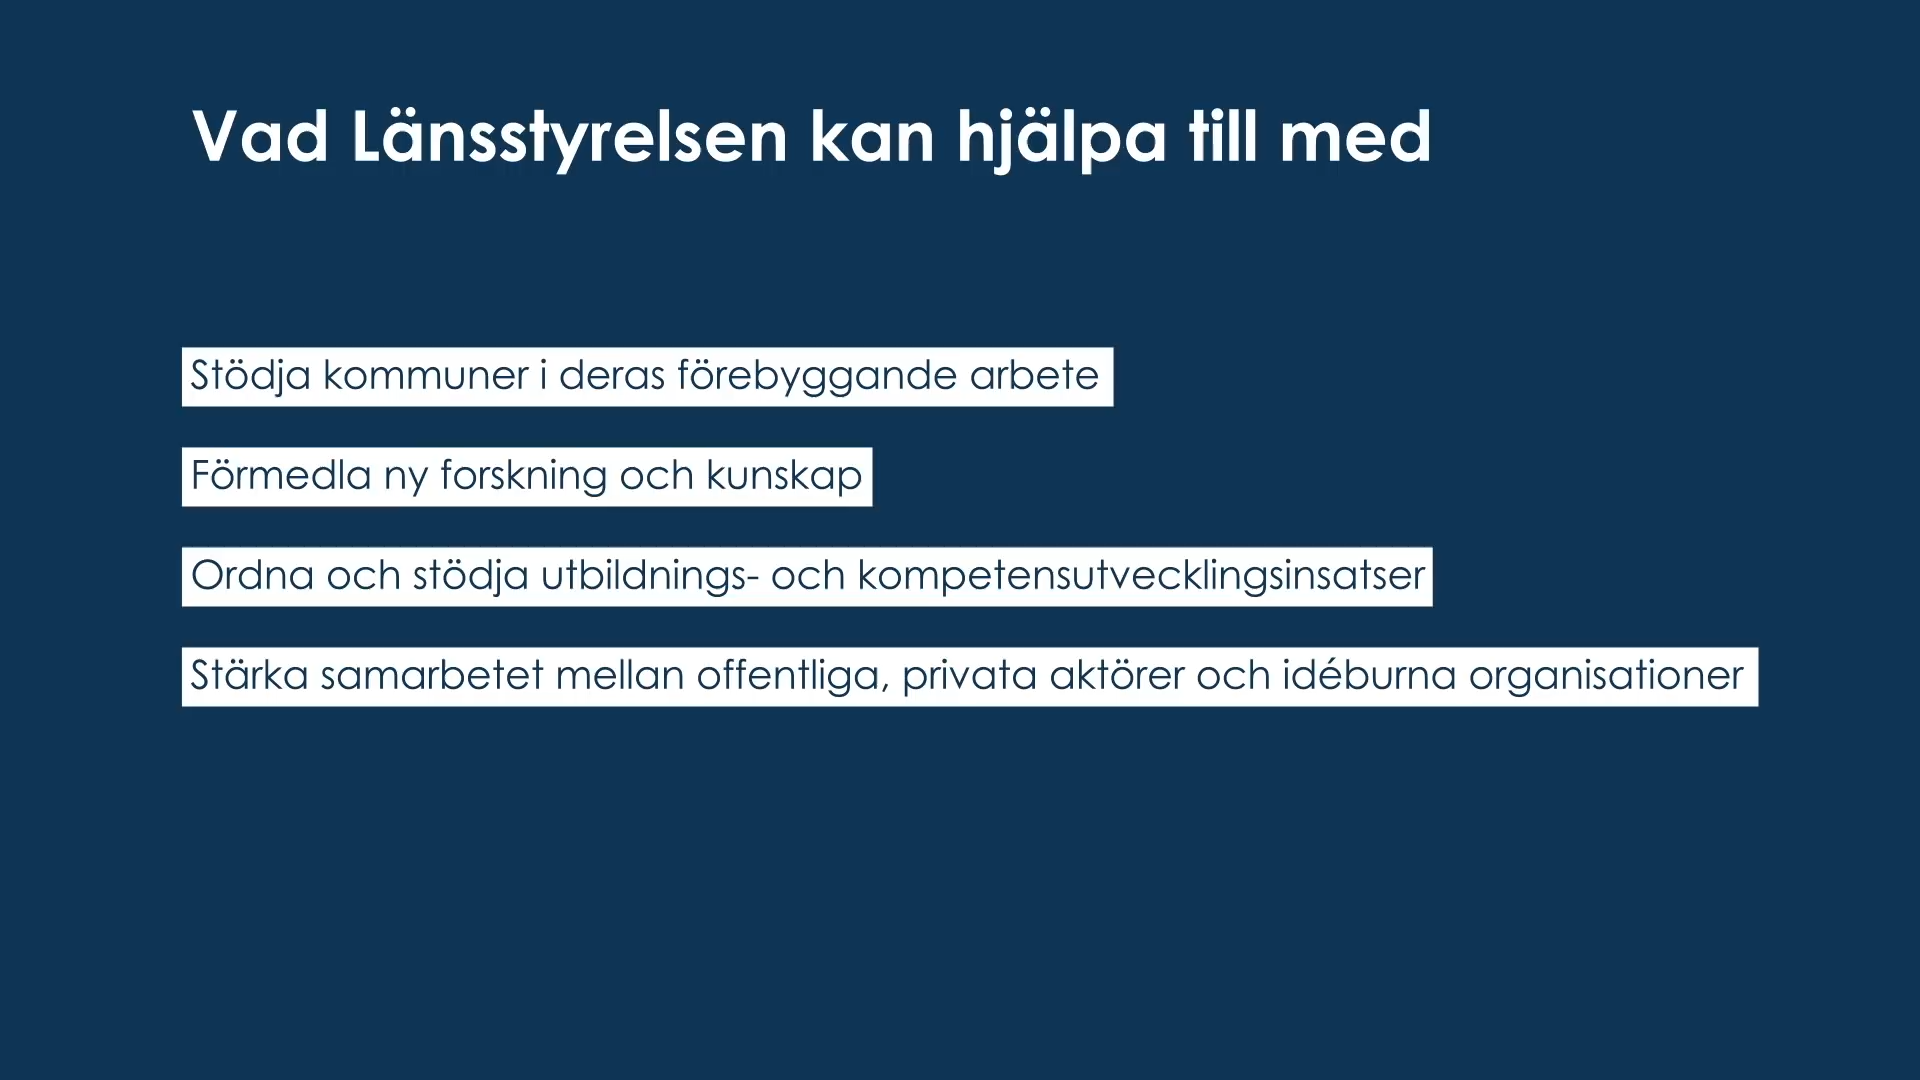 Vad Länsstyrelsen kan hjälpa till med
Stödja kommuner i deras förebyggande arbete
Förmedla ny forskning och kunskap
Ordna och stödja utbildnings- och kompetensutvecklingsinsatser
Stärka samarbetet mellan offentliga, privata aktörer och idéburna organisationer